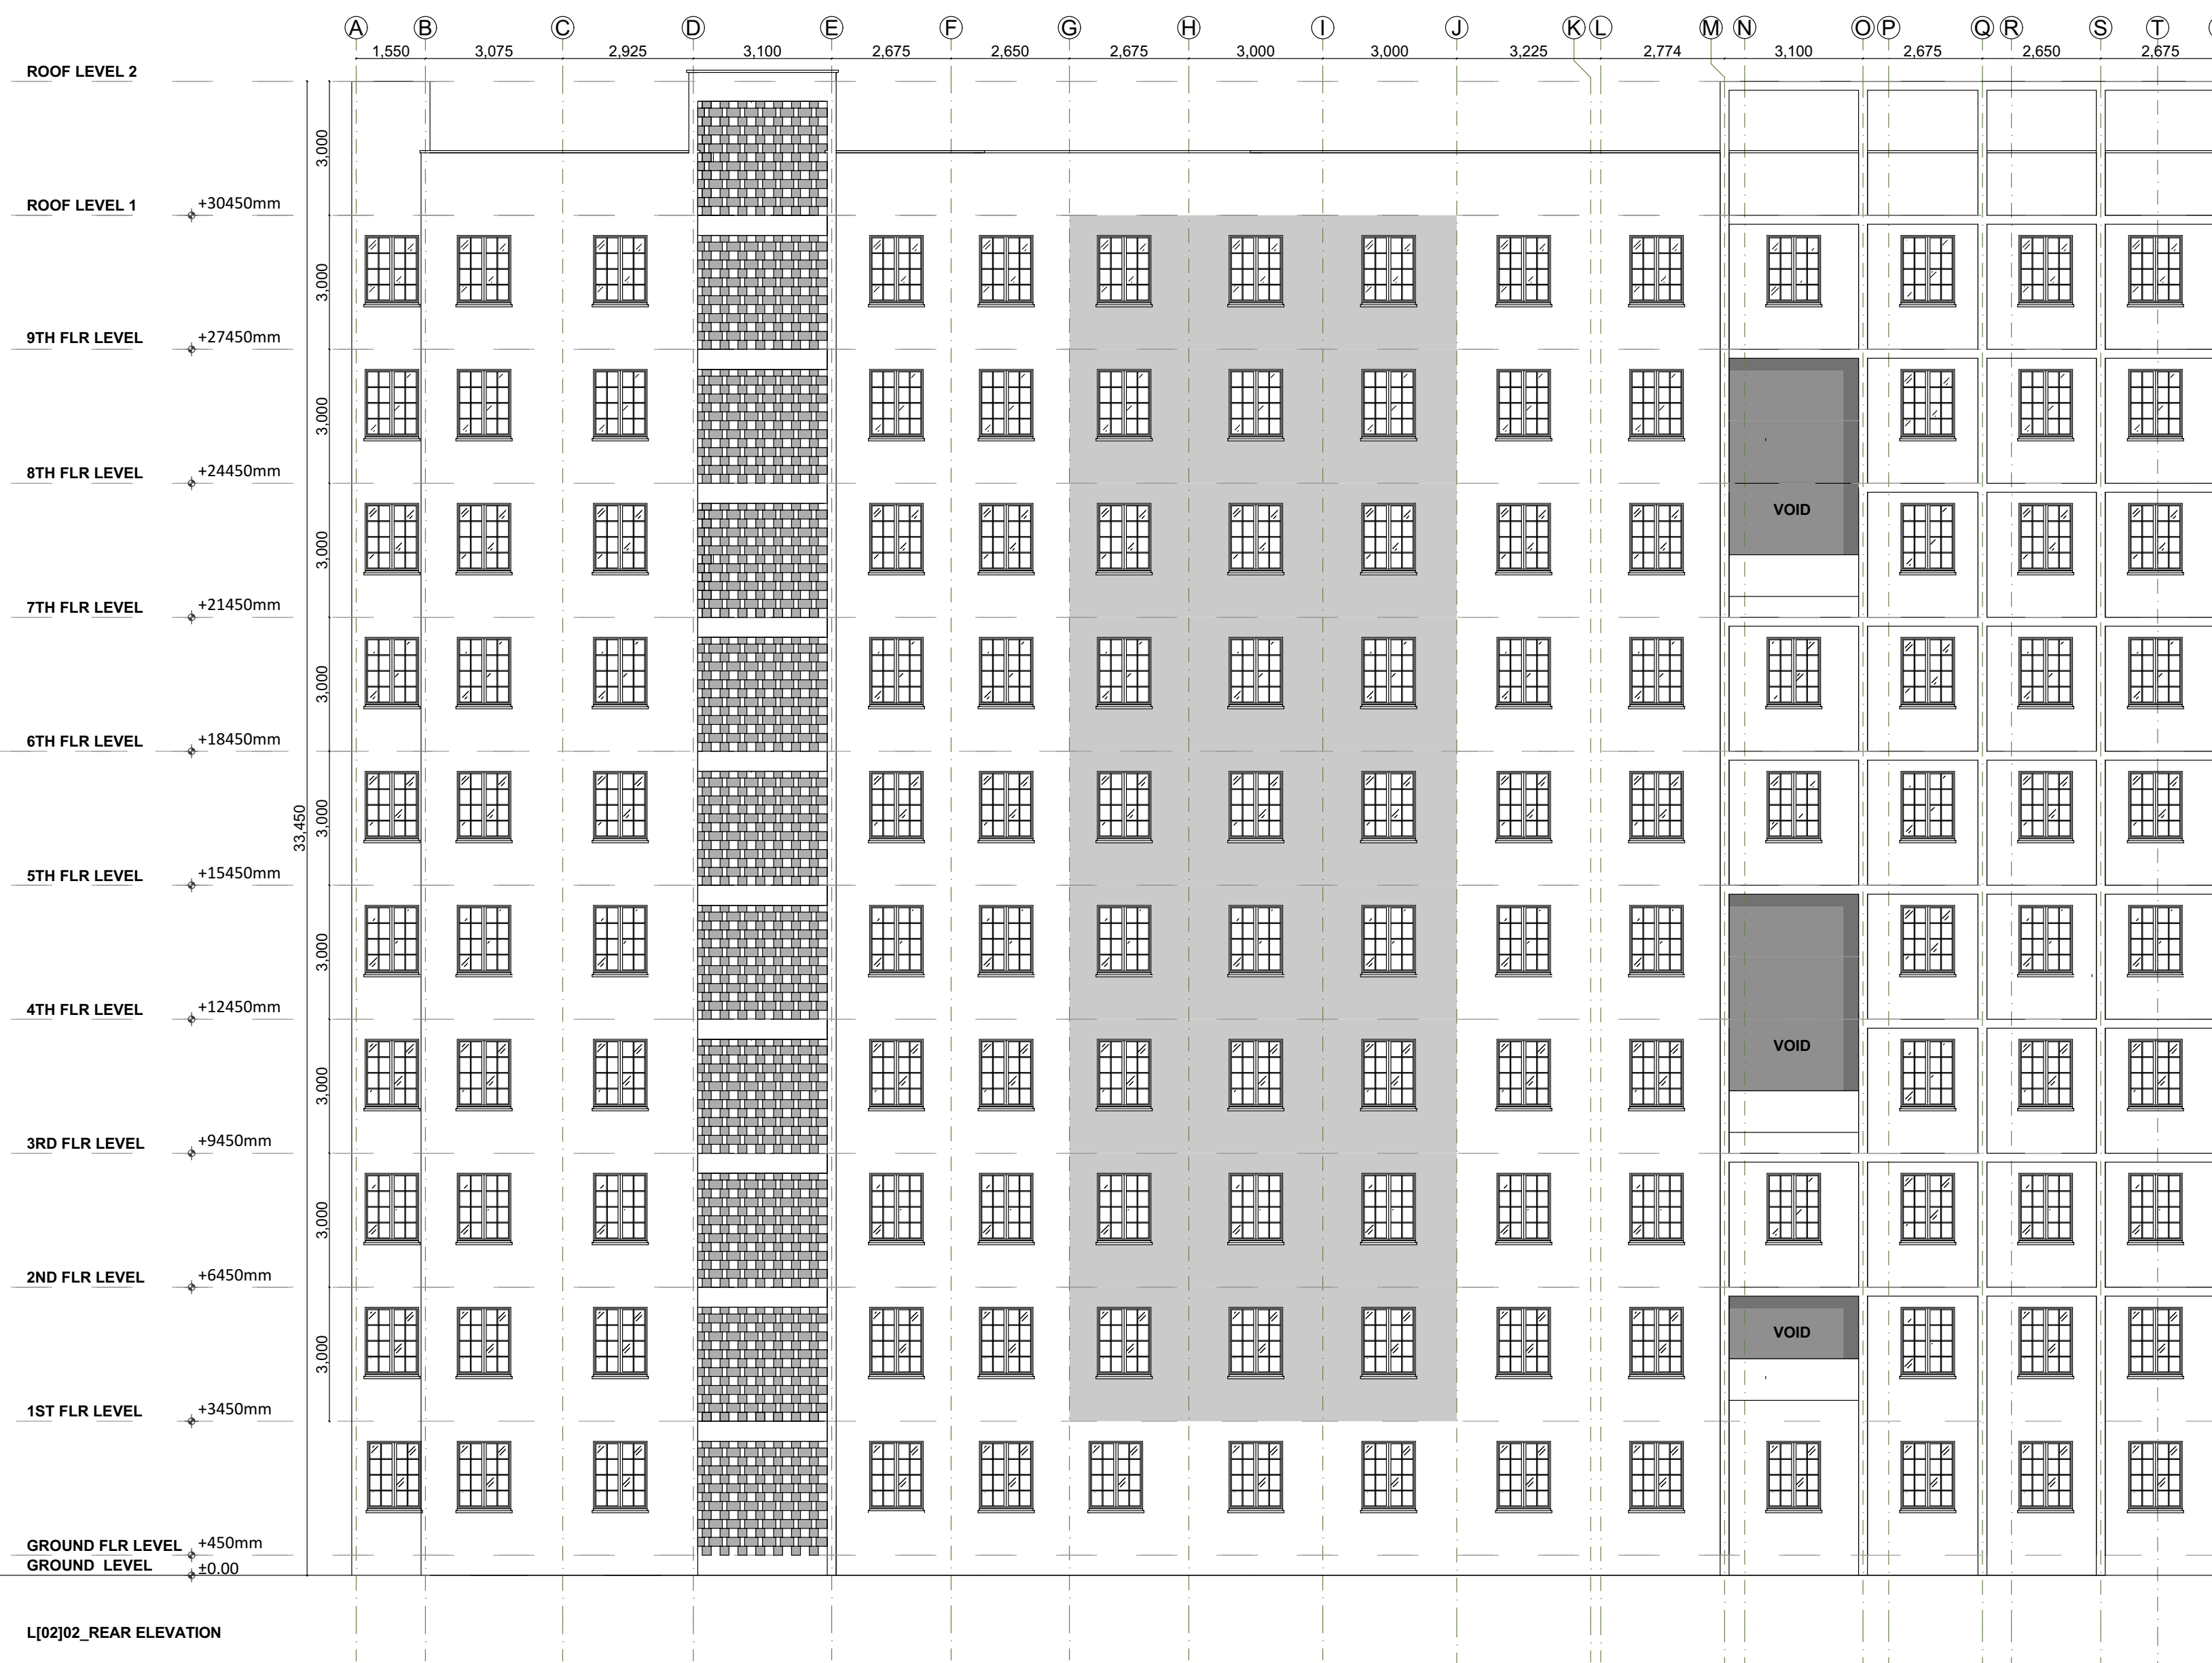 A B C D E F G H I J K L M N O P Q R S T
1,550 3,075 2,925 3,100 2,675 2,650 2,675 3,000 3,000 3,225 2,774 3,100 2,675 2,650 2,675
ROOF LEVEL 2
3,000
ROOF LEVEL 1 +30450mm
3,000
9TH FLR LEVEL +27450mm
3,000
8TH FLR LEVEL +24450mm
VOID
3,000
7TH FLR LEVEL +21450mm
3,000
6TH FLR LEVEL +18450mm
33,450
3,000
5TH FLR LEVEL +15450mm
3,000
4TH FLR LEVEL +12450mm
VOID
3,000
3RD FLR LEVEL +9450mm
3,000
2ND FLR LEVEL +6450mm
VOID
3,000
1ST FLR LEVEL +3450mm
GROUND FLR LEVEL +450mm
GROUND LEVEL ±0.00
L[02]02_REAR ELEVATION